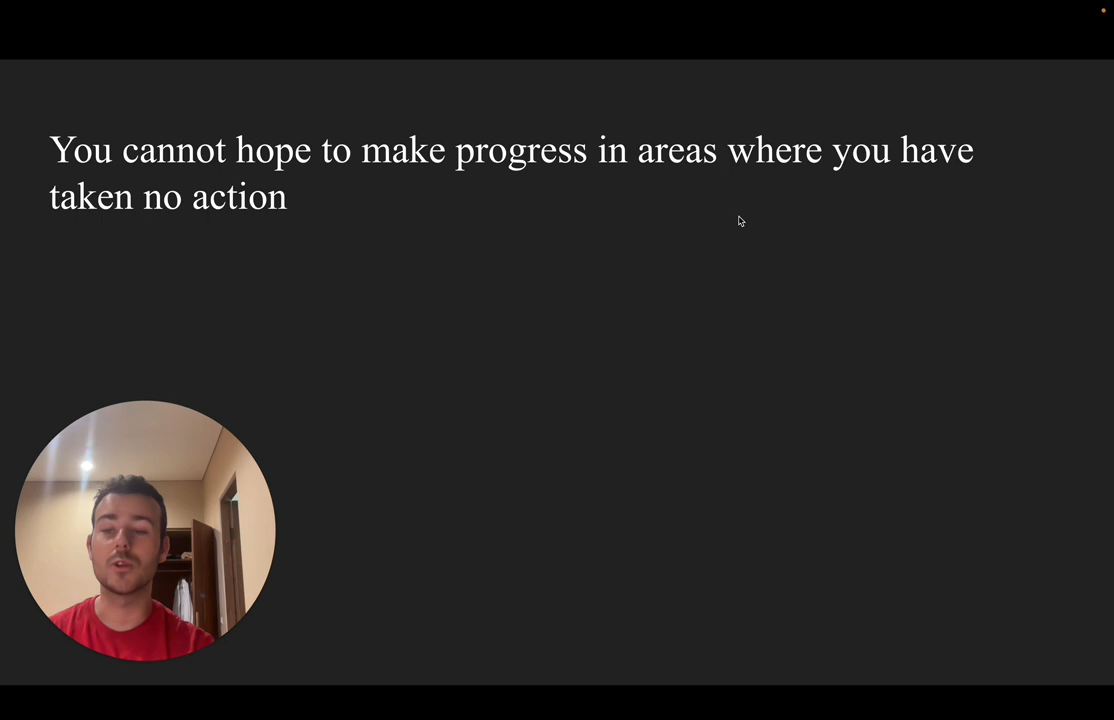 You cannot hope to make progress in areas where you have
taken no action